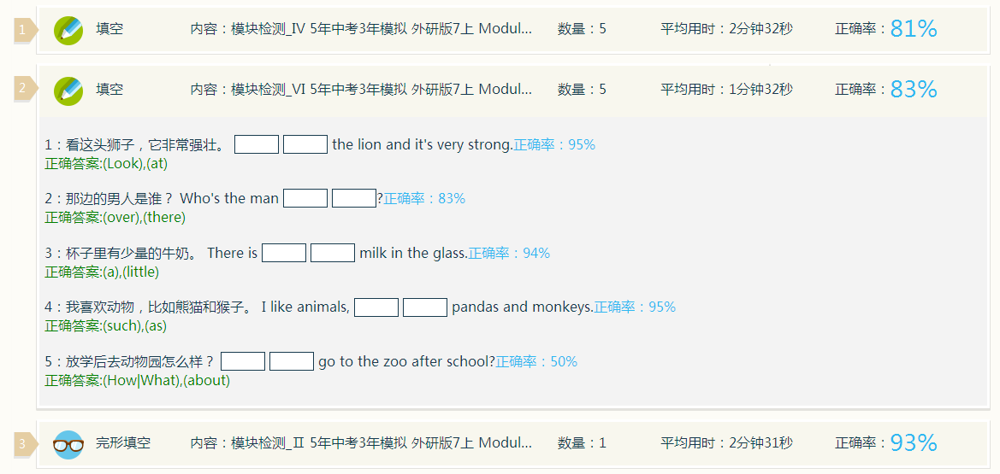 1 填空 内容：模块检测_IV 5年中考3年模拟 外研版7上 Modul... 数量：5 平均用时：2分钟32秒 正确率：81%
2 填空 内容：模块检测_VI 5年中考3年模拟 外研版7上 Modul... 数量：5 平均用时：1分钟32秒 正确率：83%
1：看这头狮子，它非常强壮。 the lion and it's very strong.正确率：95%
正确答案:(Look),(at)
2：那边的男人是谁？ Who's the man ?正确率：83%
正确答案:(over),(there)
3：杯子里有少量的牛奶。 There is milk in the glass.正确率：94%
正确答案:(a),(little)
4：我喜欢动物，比如熊猫和猴子。 I like animals, pandas and monkeys.正确率：95%
正确答案:(such),(as)
5：放学后去动物园怎么样？ go to the zoo after school?正确率：50%
正确答案:(How|What),(about)
3 完形填空 内容：模块检测_Ⅱ 5年中考3年模拟 外研版7上 Modul... 数量：1 平均用时：2分钟31秒 正确率：93%